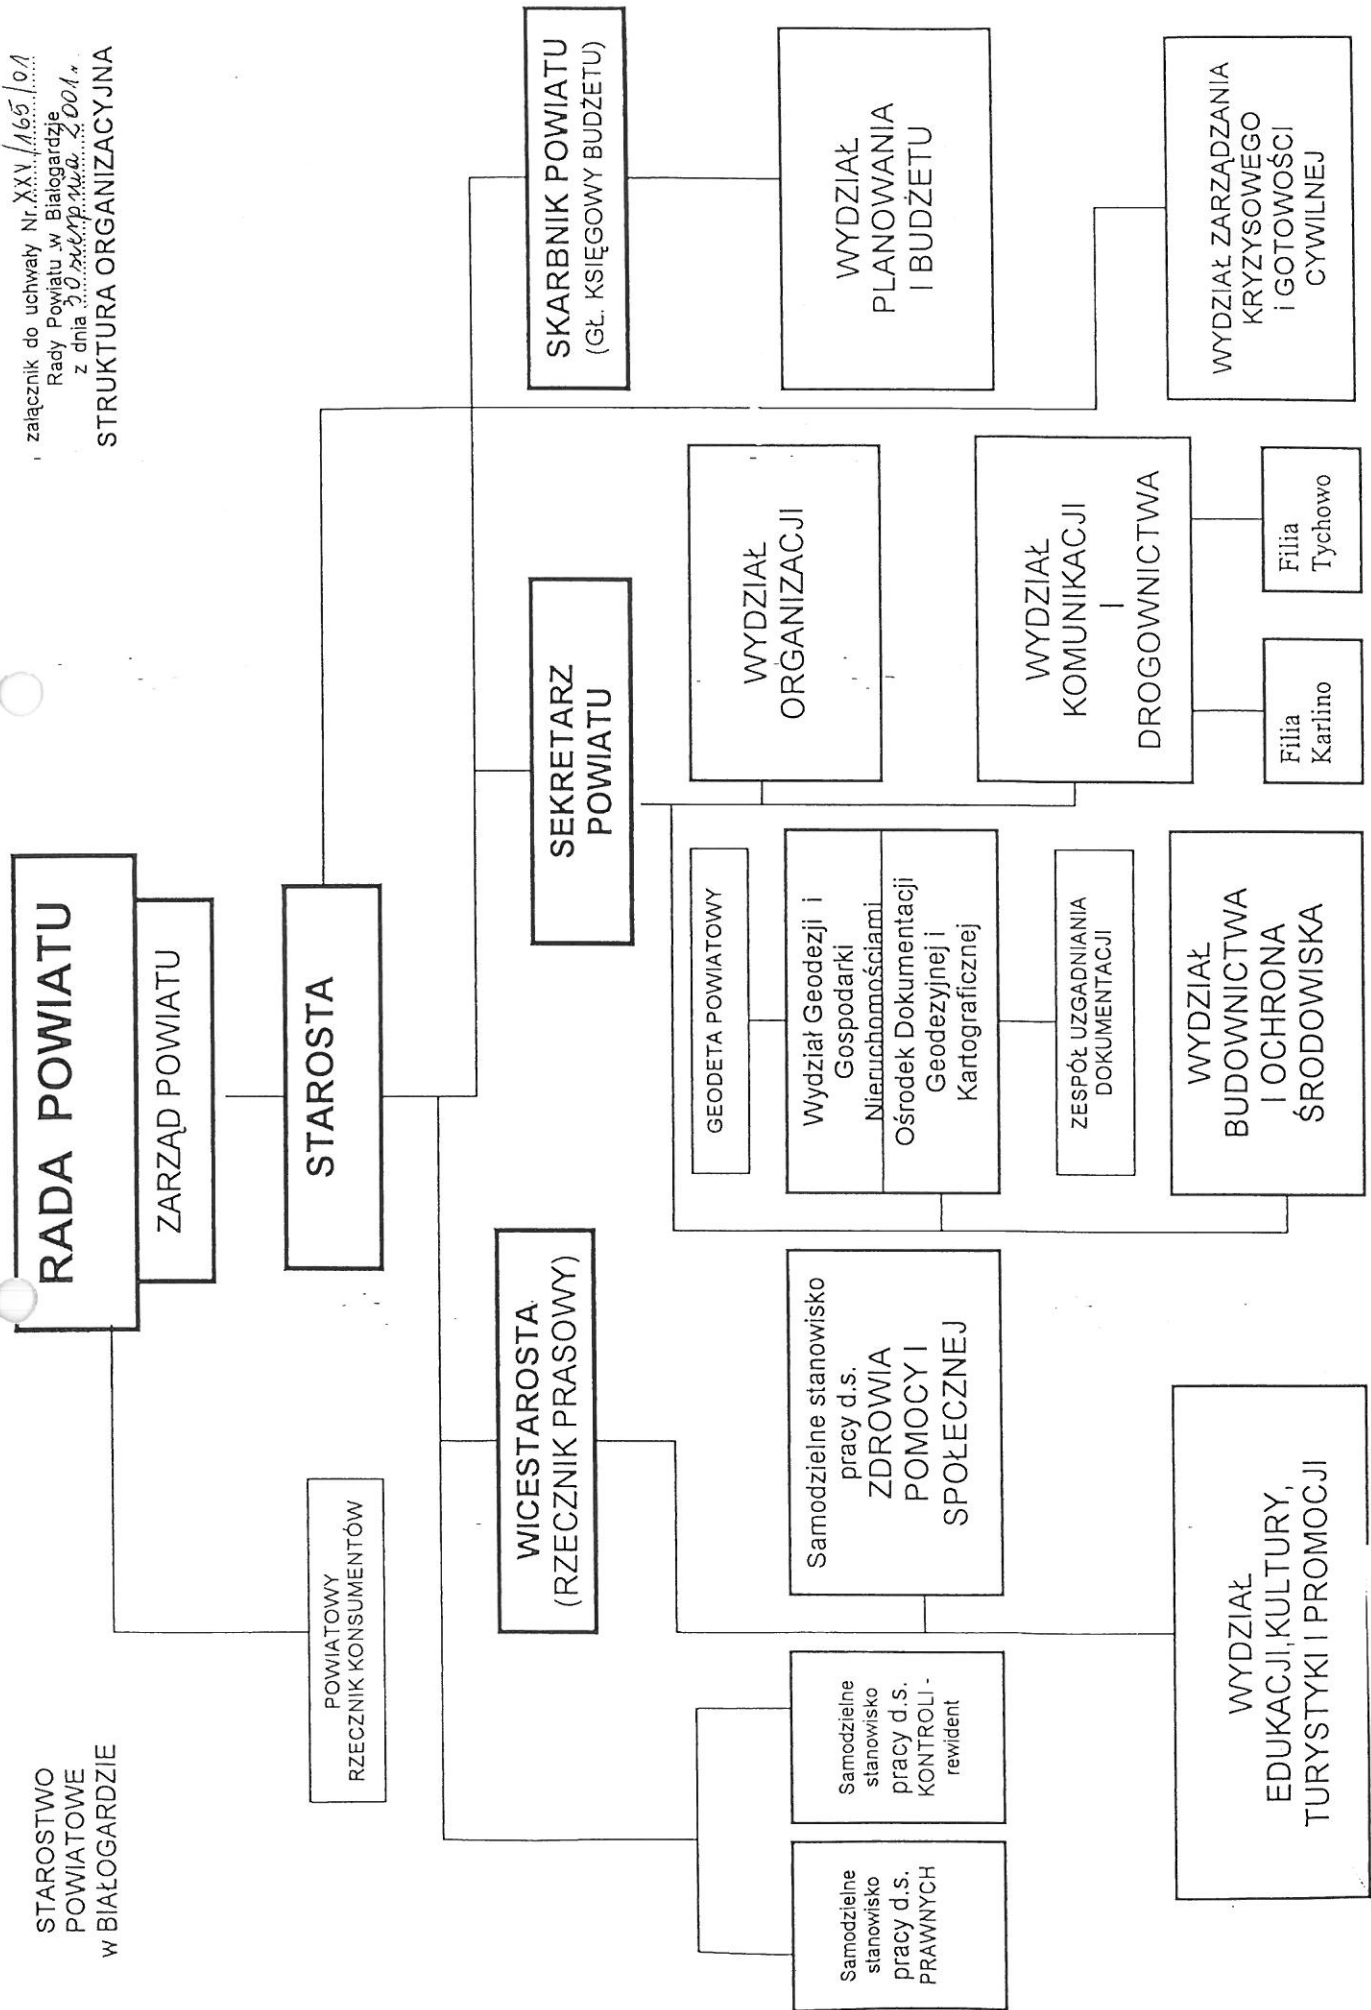 STAROSTWO
POWIATOWE
W BIAŁOGARDZIE
załącznik do uchwały Nr XXV/165/01
Rady Powiatu w Białogardzie
z dnia 30 sierpnia 2001r.
STRUKTURA ORGANIZACYJNA
RADA POWIATU
ZARZĄD POWIATU
POWIATOWY
RZECZNIK KONSUMENTÓW
STAROSTA
WICESTAROSTA
(RZECZNIK PRASOWY)
SEKRETARZ
POWIATU
SKARBNIK POWIATU
(GŁ. KSIĘGOWY BUDŻETU)
Samodzielne
stanowisko
pracy d.s.
PRAWNYCH
Samodzielne
stanowisko
pracy d.s.
KONTROLI -
rewident
Samodzielne stanowisko
pracy d.s.
ZDROWIA
POMOCY I
SPOŁECZNEJ
GEODETA POWIATOWY
Wydział Geodezji i
Gospodarki
Nieruchomościami
Ośrodek Dokumentacji
Geodezyjnej i
Kartograficznej
ZESPÓŁ UZGADNIANIA
DOKUMENTACJI
WYDZIAŁ
ORGANIZACJI
WYDZIAŁ
PLANOWANIA
I BUDŻETU
WYDZIAŁ
KOMUNIKACJI
I
DROGOWNICTWA
WYDZIAŁ
EDUKACJI,KULTURY,
TURYSTYKI I PROMOCJI
WYDZIAŁ
BUDOWNICTWA
I OCHRONA
ŚRODOWISKA
Filia
Karlino
Filia
Tychowo
WYDZIAŁ ZARZĄDZANIA
KRYZYSOWEGO
i GOTOWOŚCI
CYWILNEJ